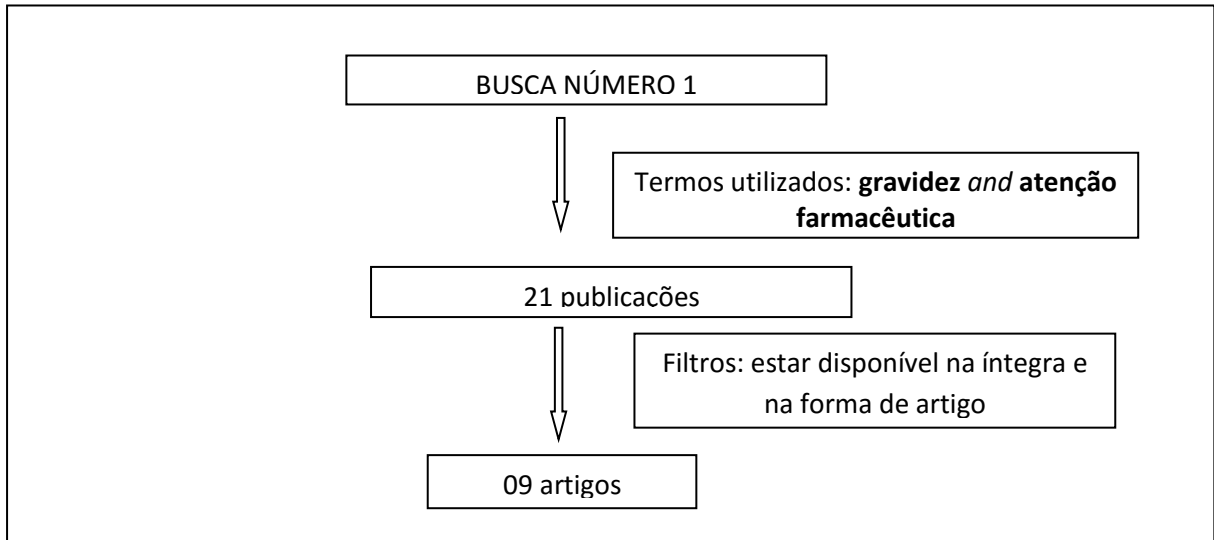 BUSCA NÚMERO 1
Termos utilizados: gravidez and atenção
farmacêutica
21 publicações
Filtros: estar disponível na íntegra e
na forma de artigo
09 artigos